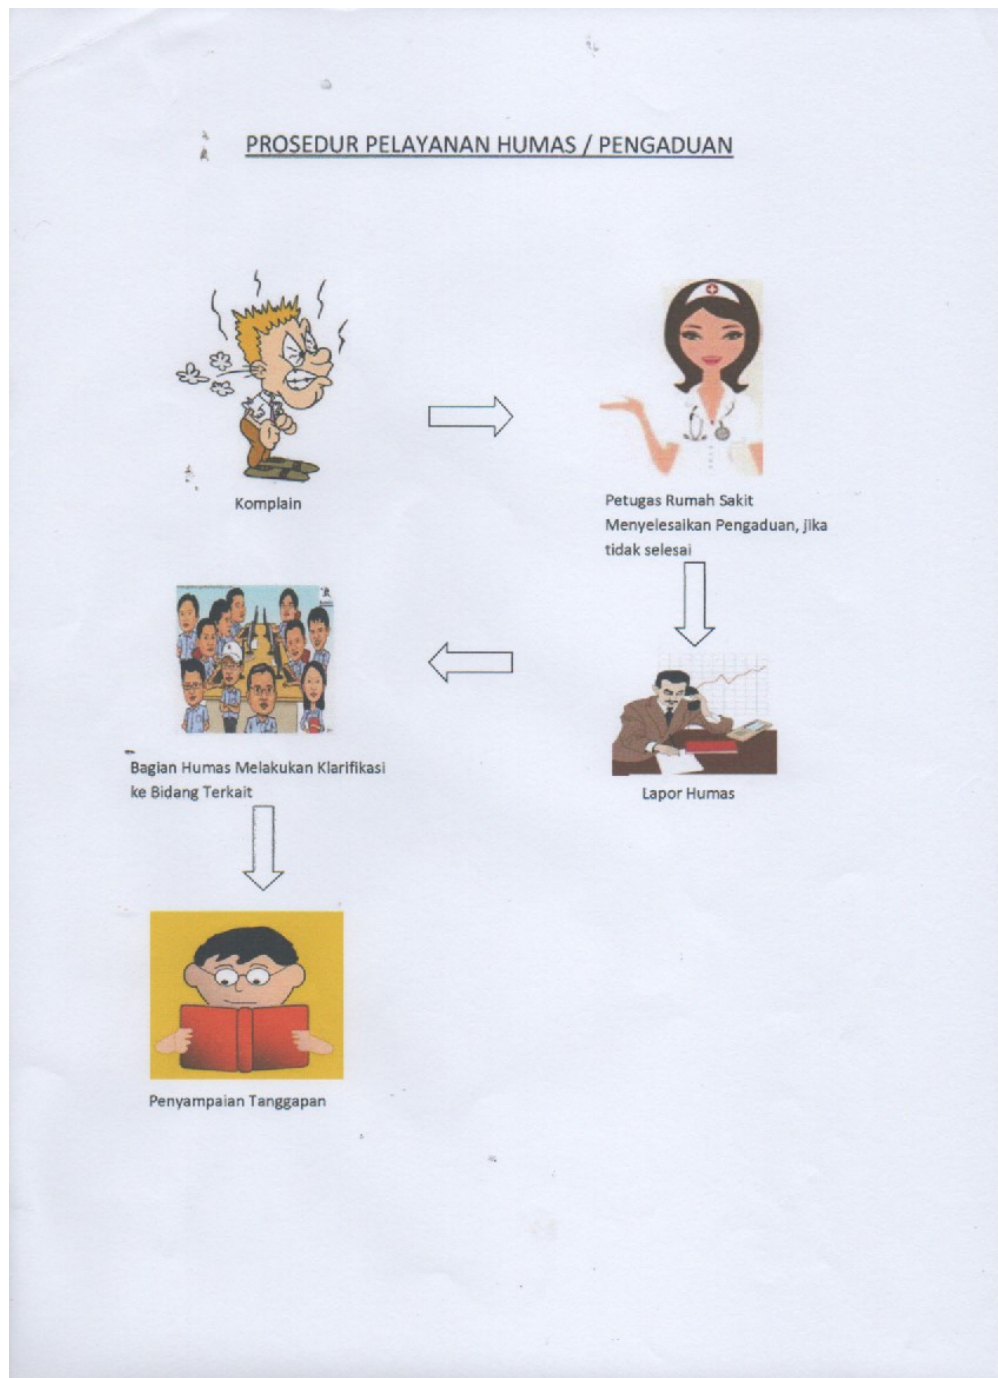 PROSEDUR PELAYANAN HUMAS / PENGADUAN
Komplain
Petugas Rumah Sakit
Menyelesaikan Pengaduan, jika
tidak selesai
Lapor Humas
Bagian Humas Melakukan Klarifikasi
ke Bidang Terkait
Penyampaian Tanggapan